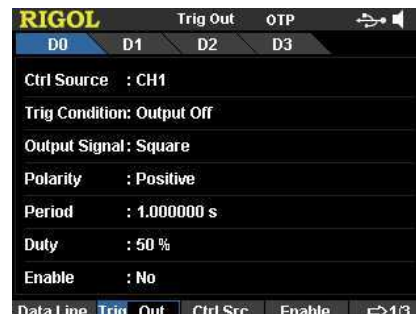 RIGOL Trig Out OTP
D0 D1 D2 D3
Ctrl Source : CH1
Trig Condition: Output Off
Output Signal: Square
Polarity : Positive
Period : 1.000000 s
Duty : 50 %
Enable : No
Data Line Trig Out Ctrl Src Enable ⇨1/3